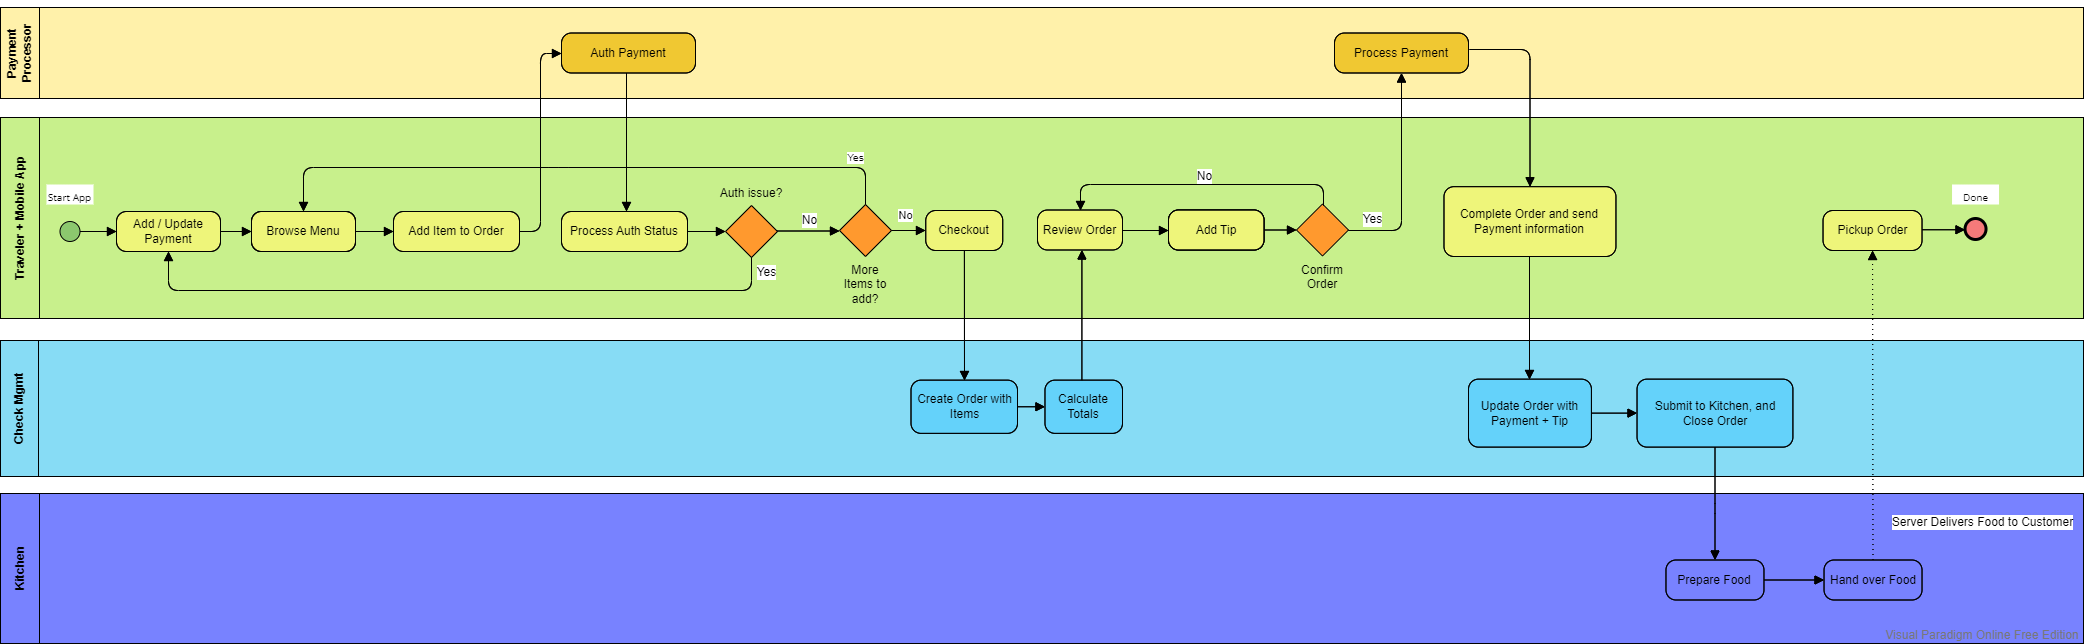 Payment
Processor
Auth Payment
Process Payment
Traveler + Mobile App
Start App
Add / Update
Payment
Browse Menu
Add Item to Order
Process Auth Status
Auth issue?
Yes
No
Yes
More
Items to
add?
No
Checkout
Review Order
No
Add Tip
Confirm
Order
Yes
Complete Order and send
Payment information
Pickup Order
Done
Check Mgmt
Create Order with
Items
Calculate
Totals
Update Order with
Payment + Tip
Submit to Kitchen, and
Close Order
Kitchen
Server Delivers Food to Customer
Prepare Food
Hand over Food
Visual Paradigm Online Free Edition